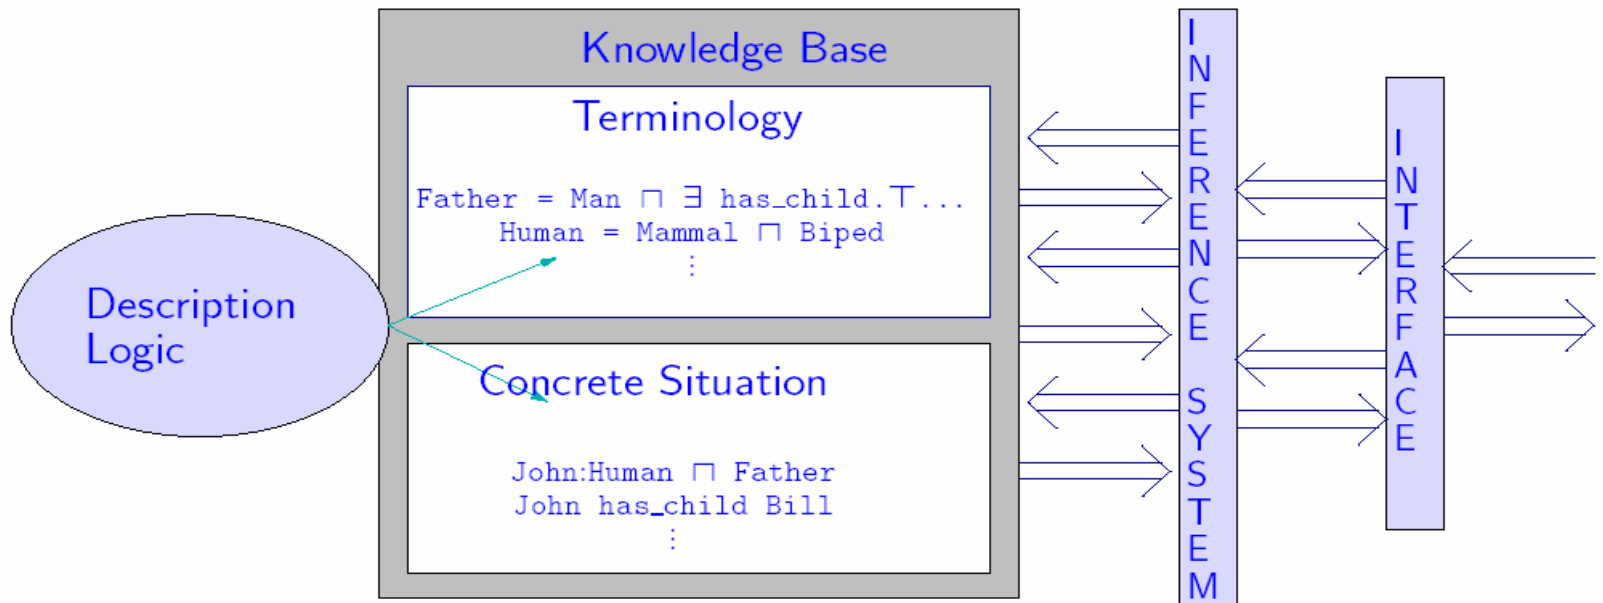 Knowledge Base
Terminology
Father = Man ⊓ ∃ has_child.⊤...
Human = Mammal ⊓ Biped
⋮
Description
Logic
Concrete Situation
John:Human ⊓ Father
John has_child Bill
⋮
INFERENCE SYSTEM
INTERFACE